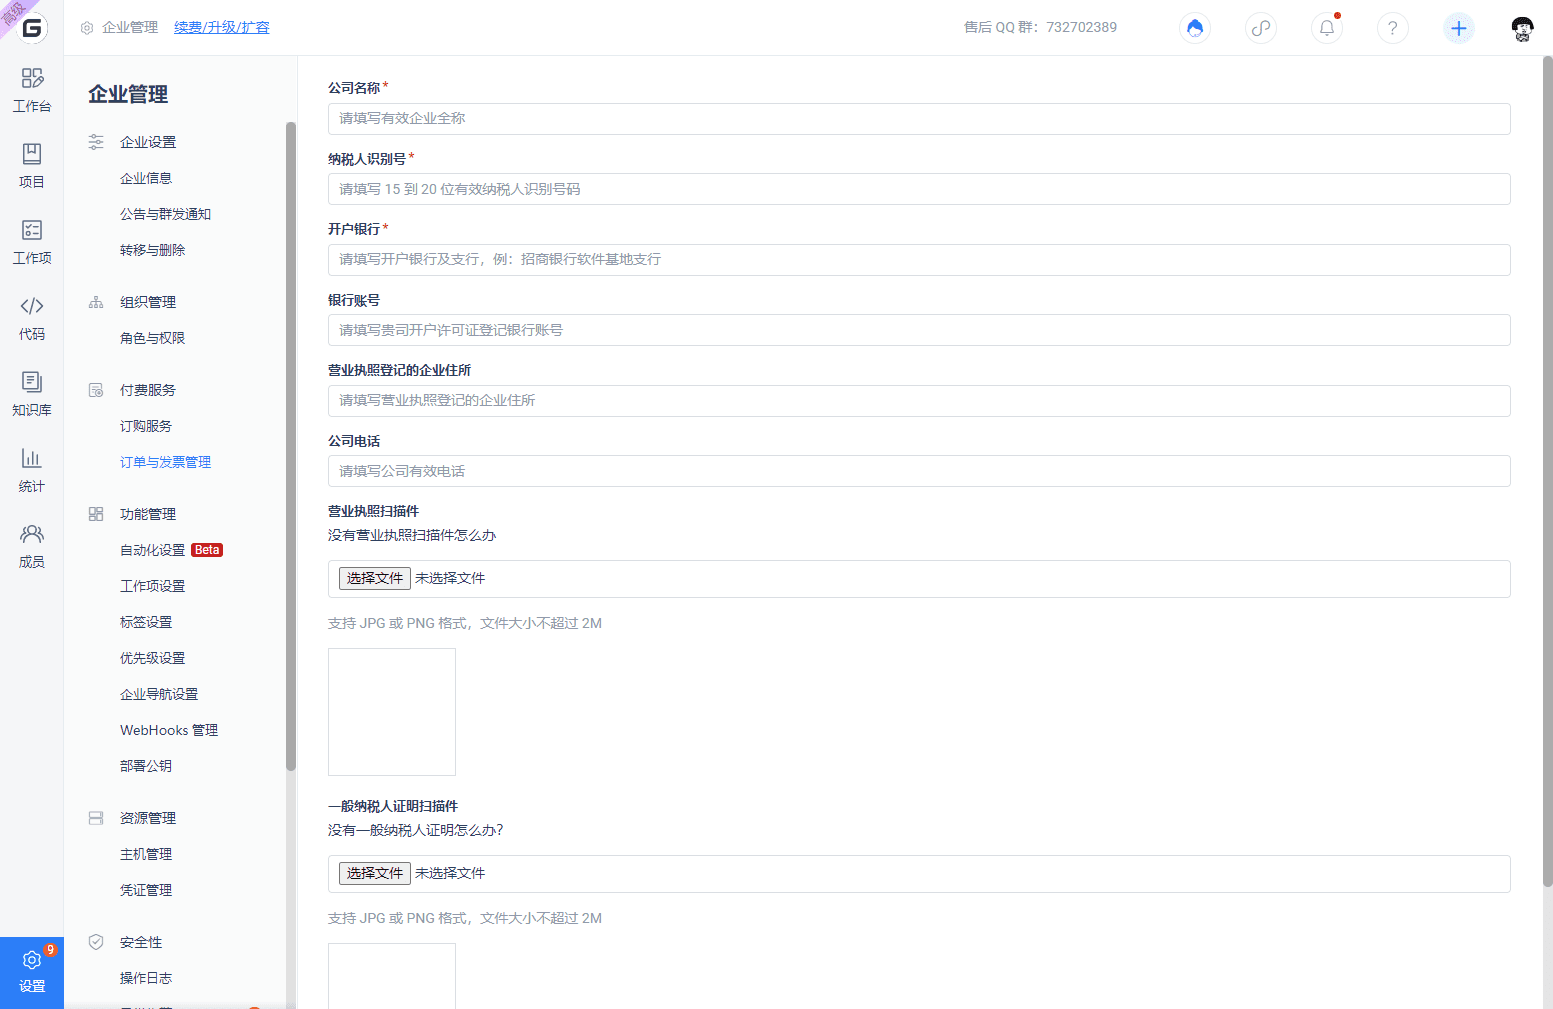 高级
企业管理 续费/升级/扩容
售后 QQ 群：732702389
工作台
项目
工作项
代码
知识库
统计
成员
9
设置
企业管理
企业设置
企业信息
公告与群发通知
转移与删除
组织管理
角色与权限
付费服务
订购服务
订单与发票管理
功能管理
自动化设置 Beta
工作项设置
标签设置
优先级设置
企业导航设置
WebHooks 管理
部署公钥
资源管理
主机管理
凭证管理
安全性
操作日志
公司名称*
请填写有效企业全称
纳税人识别号*
请填写 15 到 20 位有效纳税人识别号码
开户银行*
请填写开户银行及支行，例：招商银行软件基地支行
银行账号
请填写贵司开户许可证登记银行账号
营业执照登记的企业住所
请填写营业执照登记的企业住所
公司电话
请填写公司有效电话
营业执照扫描件
没有营业执照扫描件怎么办
选择文件 未选择文件
支持 JPG 或 PNG 格式，文件大小不超过 2M
一般纳税人证明扫描件
没有一般纳税人证明怎么办？
选择文件 未选择文件
支持 JPG 或 PNG 格式，文件大小不超过 2M